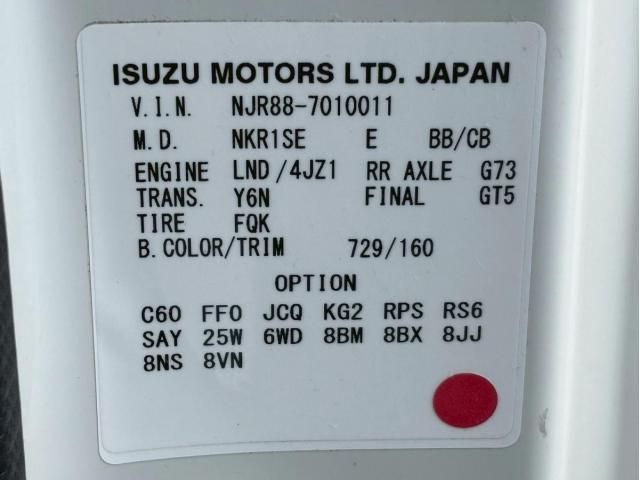 ISUZU MOTORS LTD. JAPAN
V.I.N. NJR88-7010011
M.D. NKR1SE E BB/CB
ENGINE LND/4JZ1 RR AXLE G73
TRANS. Y6N FINAL GT5
TIRE FQK
B.COLOR/TRIM 729/160
OPTION
C60 FF0 JCQ KG2 RPS RS6
SAY 25W 6WD 8BM 8BX 8JJ
8NS 8VN